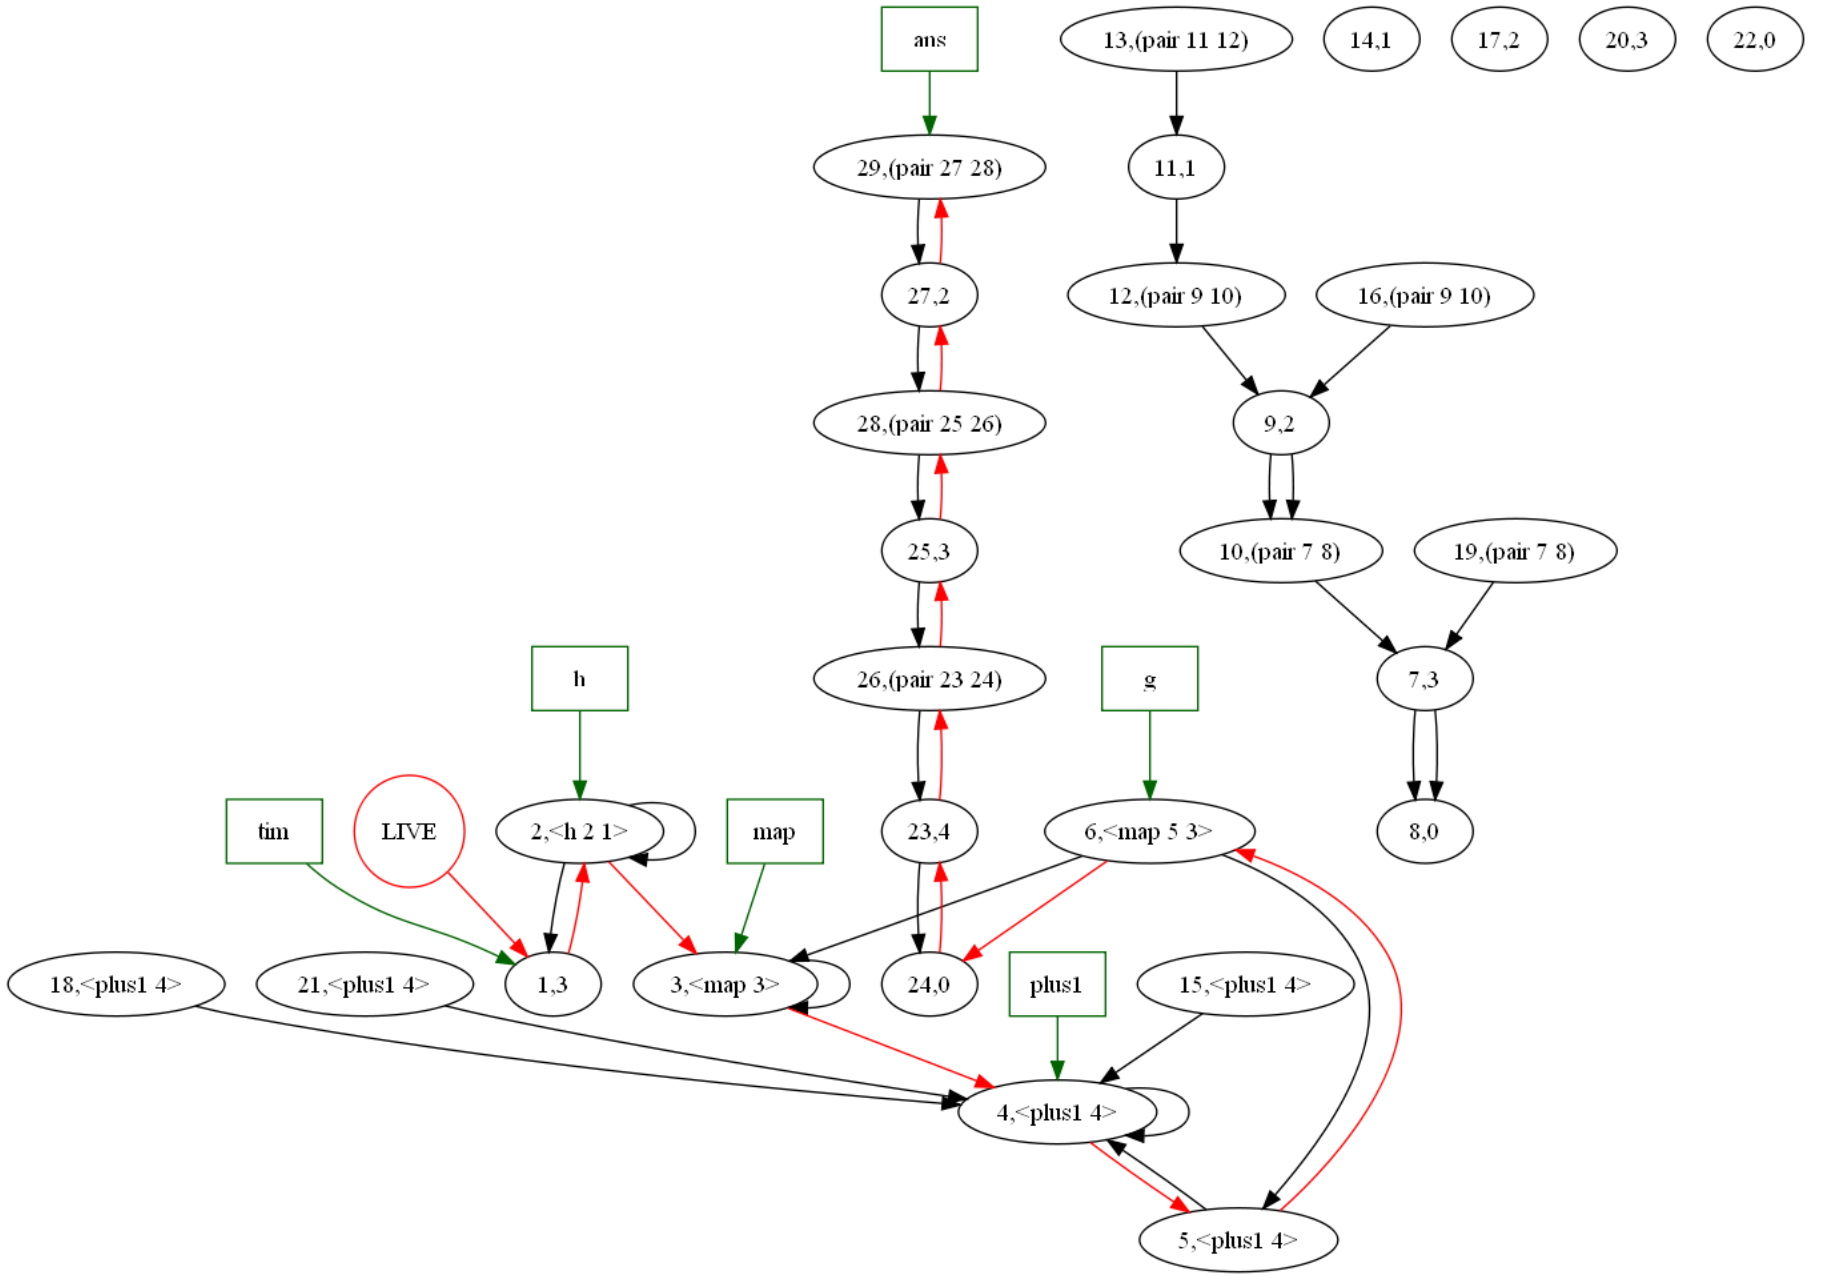 ans
13,(pair 11 12)
14,1
17,2
20,3
22,0
29,(pair 27 28)
11,1
27,2
12,(pair 9 10)
16,(pair 9 10)
28,(pair 25 26)
9,2
25,3
10,(pair 7 8)
19,(pair 7 8)
h
26,(pair 23 24)
g
7,3
tim
LIVE
2,<h 2 1>
map
23,4
6,<map 5 3>
8,0
18,<plus1 4>
21,<plus1 4>
1,3
3,<map 3>
24,0
plus1
15,<plus1 4>
4,<plus1 4>
5,<plus1 4>